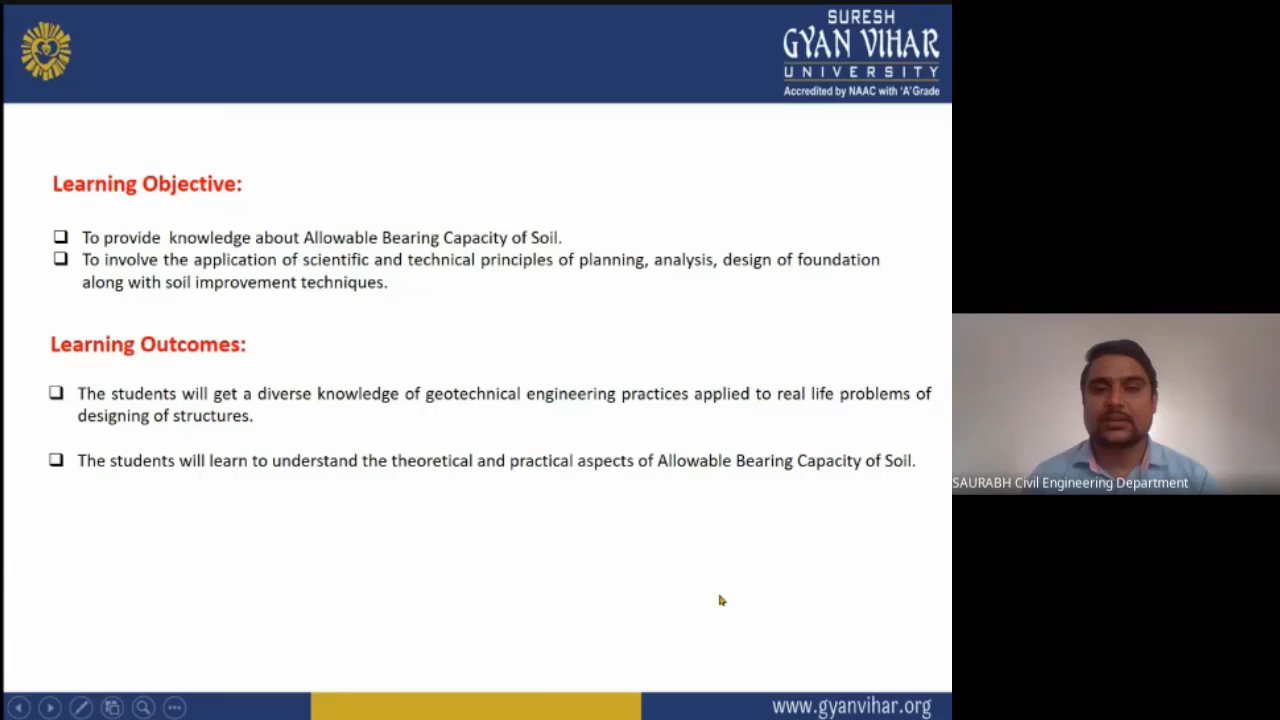 SURESH
GYAN VIHAR
UNIVERSITY
Accredited by NAAC with ‘A’Grade
Learning Objective:
To provide knowledge about Allowable Bearing Capacity of Soil.
To involve the application of scientific and technical principles of planning, analysis, design of foundation
along with soil improvement techniques.
Learning Outcomes:
The students will get a diverse knowledge of geotechnical engineering practices applied to real life problems of
designing of structures.
The students will learn to understand the theoretical and practical aspects of Allowable Bearing Capacity of Soil.
SAURABH Civil Engineering Department
www.gyanvihar.org